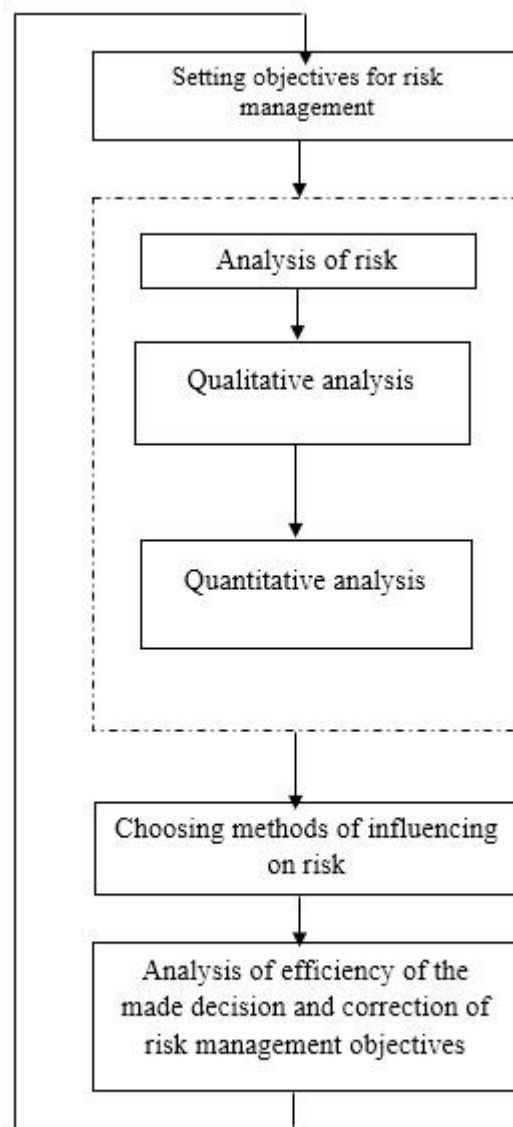 Setting objectives for risk
management
Analysis of risk
Qualitative analysis
Quantitative analysis
Choosing methods of influencing
on risk
Analysis of efficiency of the
made decision and correction of
risk management objectives